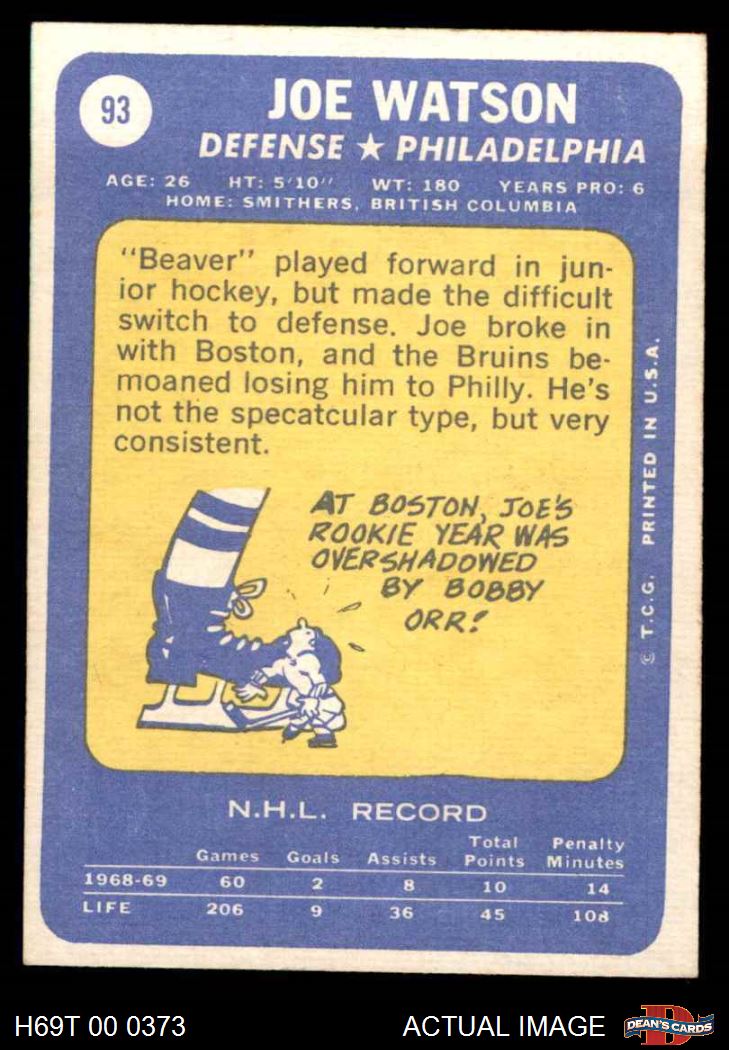 93
JOE WATSON
DEFENSE ★ PHILADELPHIA
AGE: 26 HT: 5'10" WT: 180 YEARS PRO: 6
HOME: SMITHERS, BRITISH COLUMBIA
"Beaver" played forward in jun-
ior hockey, but made the difficult
switch to defense. Joe broke in
with Boston, and the Bruins be-
moaned losing him to Philly. He's
not the specatcular type, but very
consistent.
AT BOSTON, JOE'S
ROOKIE YEAR WAS
OVERSHADOWED
BY BOBBY
ORR!
© T.C.G. PRINTED IN U.S.A.
N.H.L. RECORD
Total Penalty
Games Goals Assists Points Minutes
1968-69 60 2 8 10 14
LIFE 206 9 36 45 108
H69T 00 0373 ACTUAL IMAGE
D
DEAN'S CARDS